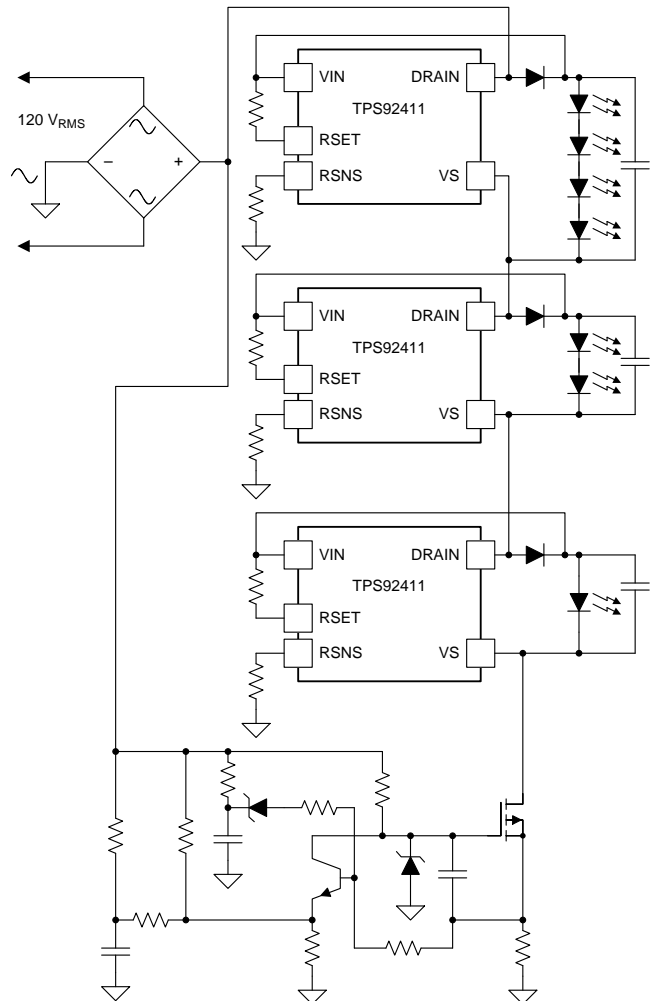 VIN DRAIN
TPS92411
120 VRMS
RSET
− +
RSNS VS
VIN DRAIN
TPS92411
RSET
RSNS VS
VIN DRAIN
TPS92411
RSET
RSNS VS